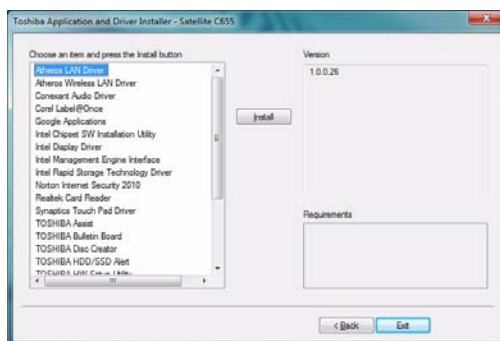 Toshiba Application and Driver Installer - Satellite C655
Choose an item and press the Install button
Atheros LAN Driver
Atheros Wireless LAN Driver
Conexant Audio Driver
Corel Label@Once
Google Applications
Intel Chipset SW Installation Utility
Intel Display Driver
Intel Management Engine Interface
Intel Rapid Storage Technology Driver
Norton Internet Security 2010
Realtek Card Reader
Synaptics Touch Pad Driver
TOSHIBA Assist
TOSHIBA Bulletin Board
TOSHIBA Disc Creator
TOSHIBA HDD/SSD Alert
TOSHIBA HW Setup Utility
Install
Version
1.0.0.26
Requirements
< Back
Exit